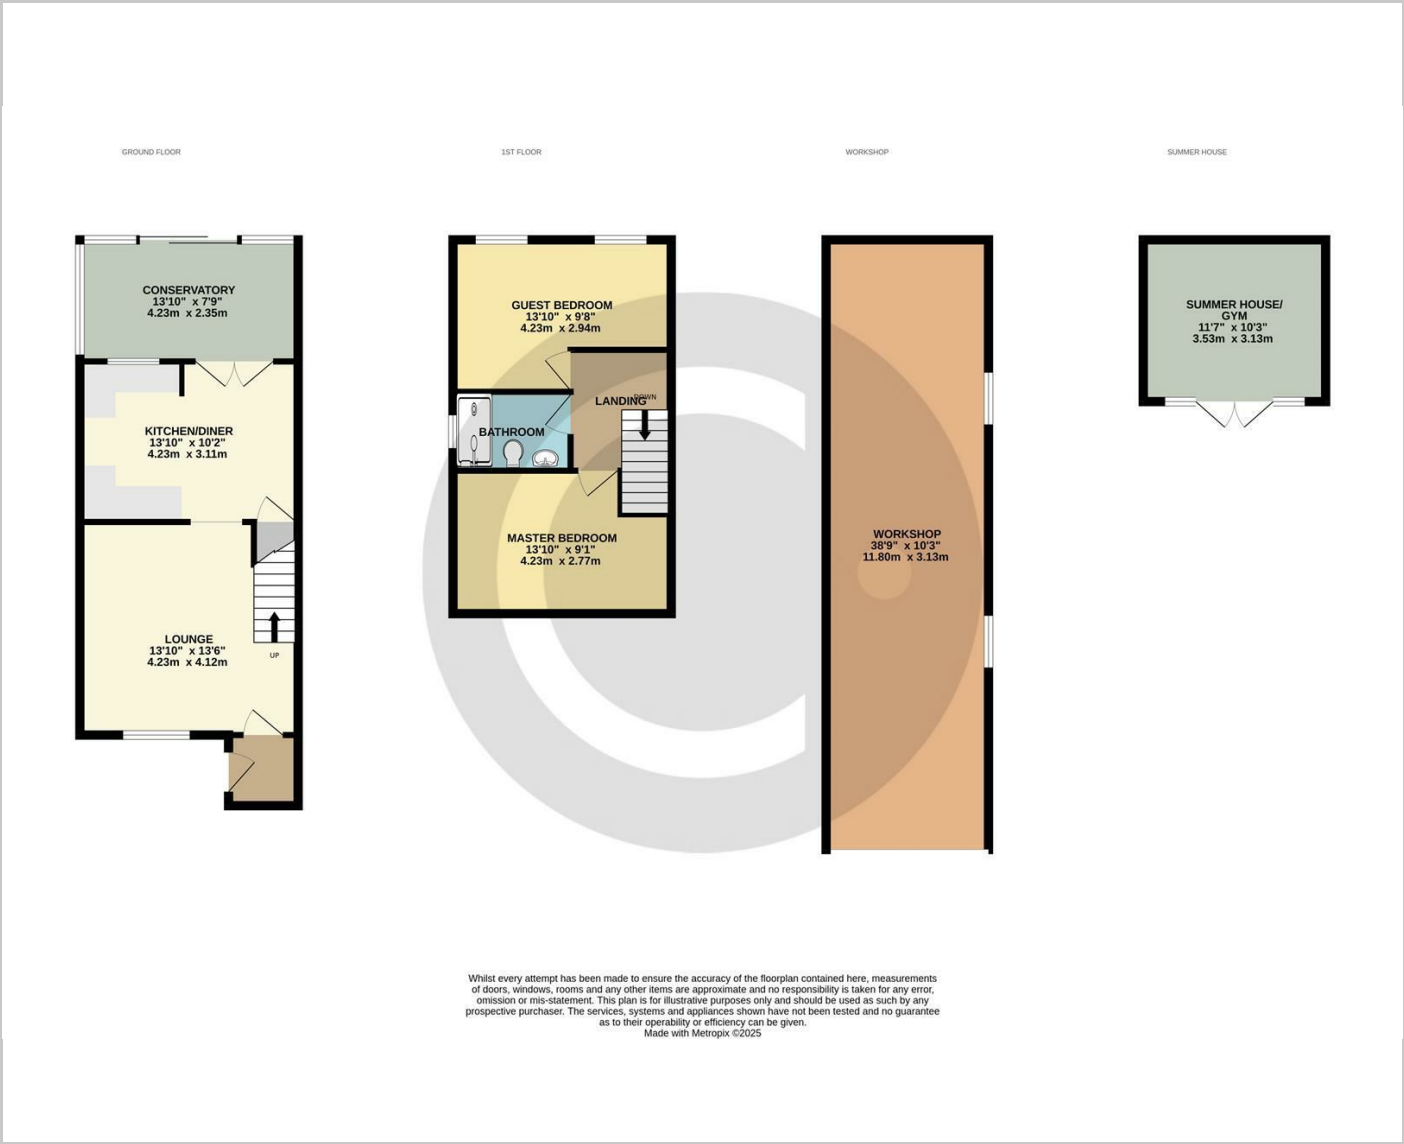 GROUND FLOOR
1ST FLOOR
WORKSHOP
SUMMER HOUSE
CONSERVATORY
13'10" x 7'9"
4.23m x 2.35m
KITCHEN/DINER
13'10" x 10'2"
4.23m x 3.11m
LOUNGE
13'10" x 13'6"
4.23m x 4.12m
UP
GUEST BEDROOM
13'10" x 9'8"
4.23m x 2.94m
DOWN
LANDING
BATHROOM
MASTER BEDROOM
13'10" x 9'1"
4.23m x 2.77m
WORKSHOP
38'9" x 10'3"
11.80m x 3.13m
SUMMER HOUSE/
GYM
11'7" x 10'3"
3.53m x 3.13m
Whilst every attempt has been made to ensure the accuracy of the floorplan contained here, measurements
of doors, windows, rooms and any other items are approximate and no responsibility is taken for any error,
omission or mis-statement. This plan is for illustrative purposes only and should be used as such by any
prospective purchaser. The services, systems and appliances shown have not been tested and no guarantee
as to their operability or efficiency can be given.
Made with Metropix ©2025